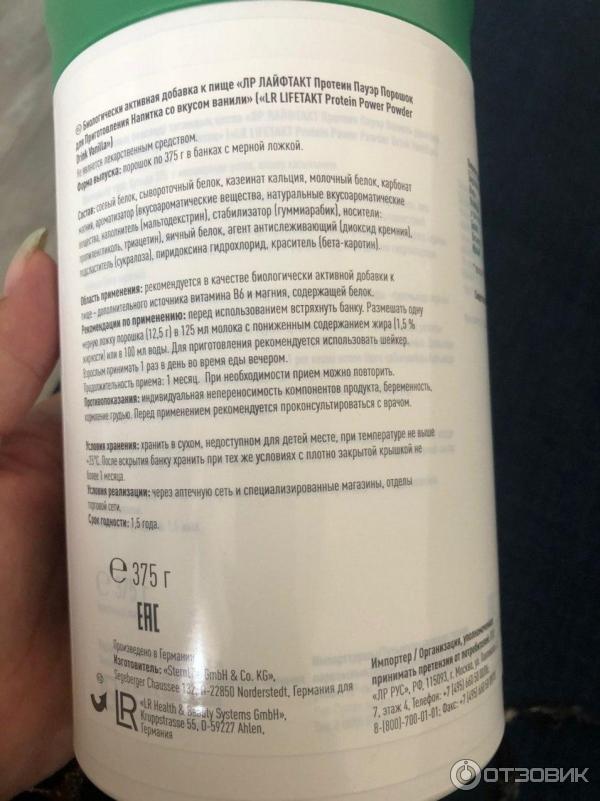 Биологически активная добавка к пище «ЛР ЛАЙФТАКТ Протеин Пауэр Порошок
для Приготовления Напитка со вкусом ванили» («LR LIFETAKT Protein Power Powder
Drink Vanilla»)
Не является лекарственным средством.
Форма выпуска: порошок по 375 г в банках с мерной ложкой.
Состав: соевый белок, сывороточный белок, казеинат кальция, молочный белок, карбонат
магния, ароматизатор (вкусоароматические вещества, натуральные вкусоароматические
вещества, наполнитель (мальтодекстрин), стабилизатор (гуммиарабик), носители:
пропиленгликоль, триацетин), яичный белок, агент антислеживающий (диоксид кремния),
подсластитель (сукралоза), пиридоксина гидрохлорид, краситель (бета-каротин).
Область применения: рекомендуется в качестве биологически активной добавки к
пище – дополнительного источника витамина В6 и магния, содержащей белок.
Рекомендации по применению: перед использованием встряхнуть банку. Размешать одну
мерную ложку порошка (12,5 г) в 125 мл молока с пониженным содержанием жира (1,5 %
жирности) или в 100 мл воды. Для приготовления рекомендуется использовать шейкер.
Взрослым принимать 1 раз в день во время еды вечером.
Продолжительность приема: 1 месяц. При необходимости прием можно повторить.
Противопоказания: индивидуальная непереносимость компонентов продукта, беременность,
кормление грудью. Перед применением рекомендуется проконсультироваться с врачом.
Условия хранения: хранить в сухом, недоступном для детей месте, при температуре не выше
+25°С. После вскрытия банку хранить при тех же условиях с плотно закрытой крышкой не
более 1 месяца.
Условия реализации: через аптечную сеть и специализированные магазины, отделы
торговой сети.
Срок годности: 1,5 года.
℮ 375 г
EAC
Произведено в Германии
Изготовитель: GmbH & Co. KG»,
Segeberger Chaussee D-22850 Norderstedt, Германия для
LR «LR Health & Beauty Systems GmbH»,
Kruppstrasse 55, D-59227 Ahlen,
Германия
Импортер / Организация, уполномоченная
принимать претензии от потребителей:
«ЛР РУС», РФ, 115093, г. Москва,
7, этаж 4, Телефон: +7 (495)
8-(800)-700-01-01; Факс: +7 (495)
ОТЗОВИК